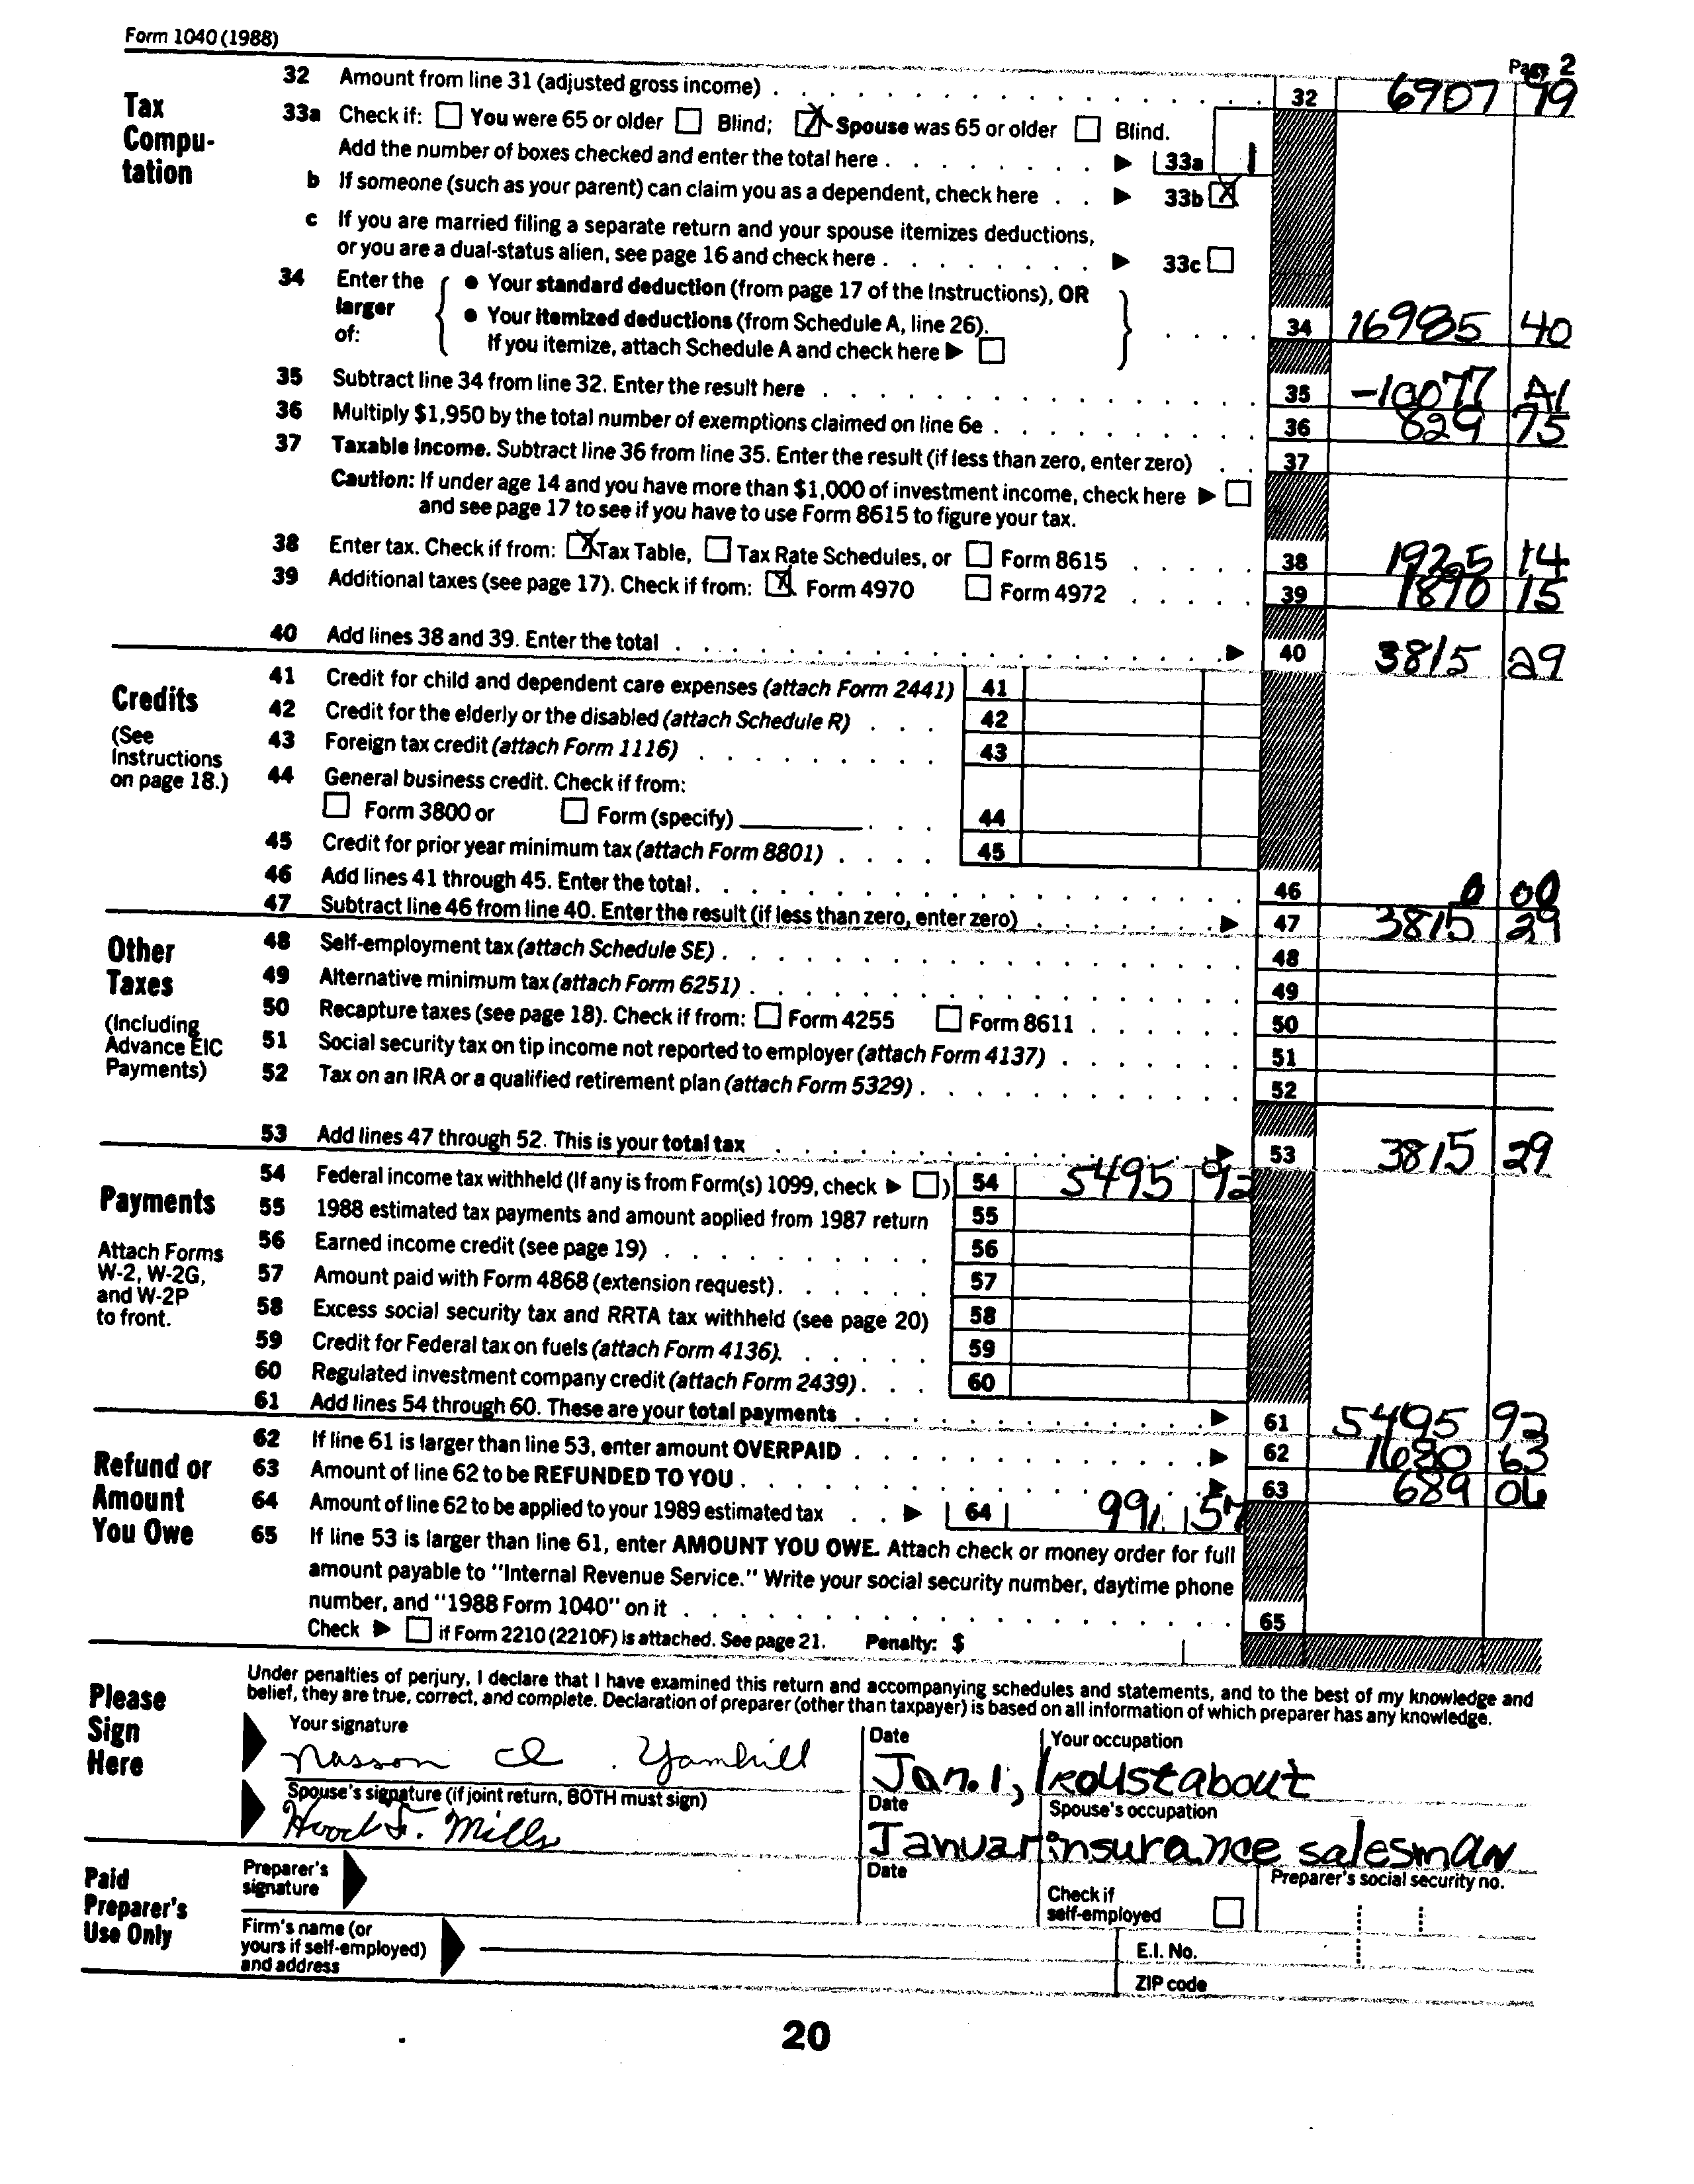 Form 1040 (1988)
Page 2
Tax Compu-tation
32 Amount from line 31 (adjusted gross income) 32 6907 79
33a Check if: You were 65 or older Blind; X Spouse was 65 or older Blind.
Add the number of boxes checked and enter the total here ▶ 33a 1
b If someone (such as your parent) can claim you as a dependent, check here ▶ 33b X
c If you are married filing a separate return and your spouse itemizes deductions,
or you are a dual-status alien, see page 16 and check here ▶ 33c
34 Enter the larger of:
● Your standard deduction (from page 17 of the Instructions), OR
● Your itemized deductions (from Schedule A, line 26).
If you itemize, attach Schedule A and check here ▶
34 16985 40
35 Subtract line 34 from line 32. Enter the result here 35 -10077 61
36 Multiply $1,950 by the total number of exemptions claimed on line 6e 36 829 75
37 Taxable income. Subtract line 36 from line 35. Enter the result (if less than zero, enter zero) 37
Caution: If under age 14 and you have more than $1,000 of investment income, check here ▶
and see page 17 to see if you have to use Form 8615 to figure your tax.
38 Enter tax. Check if from: X Tax Table, Tax Rate Schedules, or Form 8615 38 1925 14
39 Additional taxes (see page 17). Check if from: X Form 4970 Form 4972 39 1890 15
40 Add lines 38 and 39. Enter the total ▶ 40 3815 29
Credits
(See Instructions on page 18.)
41 Credit for child and dependent care expenses (attach Form 2441) 41
42 Credit for the elderly or the disabled (attach Schedule R) 42
43 Foreign tax credit (attach Form 1116) 43
44 General business credit. Check if from:
Form 3800 or Form (specify) 44
45 Credit for prior year minimum tax (attach Form 8801) 45
46 Add lines 41 through 45. Enter the total. 46 0 00
47 Subtract line 46 from line 40. Enter the result (if less than zero, enter zero) ▶ 47 3815 29
Other Taxes
(Including Advance EIC Payments)
48 Self-employment tax (attach Schedule SE) 48
49 Alternative minimum tax (attach Form 6251) 49
50 Recapture taxes (see page 18). Check if from: Form 4255 Form 8611 50
51 Social security tax on tip income not reported to employer (attach Form 4137) 51
52 Tax on an IRA or a qualified retirement plan (attach Form 5329) 52
53 Add lines 47 through 52. This is your total tax ▶ 53 3815 29
Payments
Attach Forms W-2, W-2G, and W-2P to front.
54 Federal income tax withheld (If any is from Form(s) 1099, check ▶ ) 54 5495 92
55 1988 estimated tax payments and amount applied from 1987 return 55
56 Earned income credit (see page 19) 56
57 Amount paid with Form 4868 (extension request) 57
58 Excess social security tax and RRTA tax withheld (see page 20) 58
59 Credit for Federal tax on fuels (attach Form 4136) 59
60 Regulated investment company credit (attach Form 2439) 60
61 Add lines 54 through 60. These are your total payments ▶ 61 5495 92
Refund or Amount You Owe
62 If line 61 is larger than line 53, enter amount OVERPAID ▶ 62 1680 63
63 Amount of line 62 to be REFUNDED TO YOU ▶ 63 689 06
64 Amount of line 62 to be applied to your 1989 estimated tax ▶ 64 991 57
65 If line 53 is larger than line 61, enter AMOUNT YOU OWE. Attach check or money order for full
amount payable to "Internal Revenue Service." Write your social security number, daytime phone
number, and "1988 Form 1040" on it 65
Check ▶ if Form 2210 (2210F) is attached. See page 21. Penalty: $
Please Sign Here
Under penalties of perjury, I declare that I have examined this return and accompanying schedules and statements, and to the best of my knowledge and
belief, they are true, correct, and complete. Declaration of preparer (other than taxpayer) is based on all information of which preparer has any knowledge.
Your signature Date Your occupation
Nasson Yamhill Jan. 1, roustabout
Spouse's signature (if joint return, BOTH must sign) Date Spouse's occupation
Hood F. Mills Januar insurance salesman
Paid Preparer's Use Only
Preparer's signature Date Check if self-employed Preparer's social security no.
Firm's name (or yours if self-employed) and address
E.I. No.
ZIP code
20